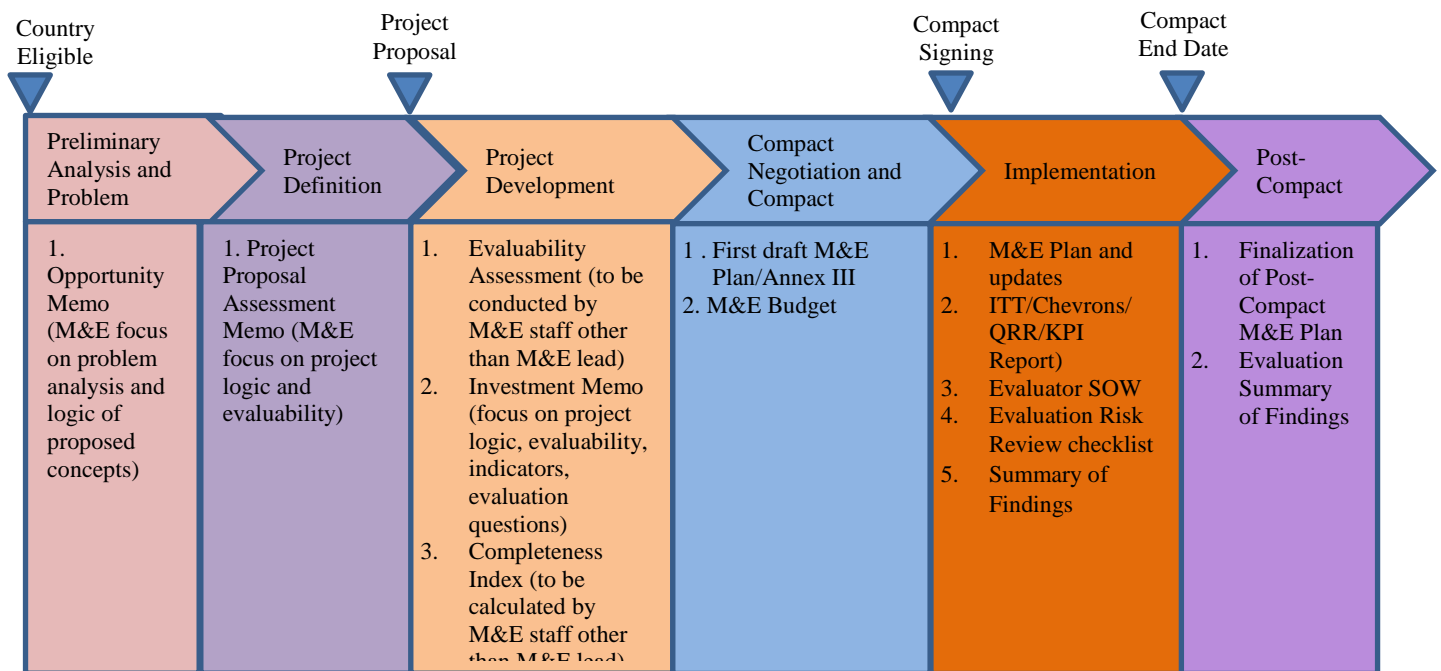 Country
Eligible
Project
Proposal
Compact
Signing
Compact
End Date
Preliminary
Analysis and
Problem
Project
Definition
Project
Development
Compact
Negotiation and
Compact
Implementation
Post-
Compact
1.
Opportunity
Memo
(M&E focus
on problem
analysis and
logic of
proposed
concepts)
1. Project
Proposal
Assessment
Memo (M&E
focus on project
logic and
evaluability)
1. Evaluability
Assessment (to be
conducted by
M&E staff other
than M&E lead)
2. Investment Memo
(focus on project
logic, evaluability,
indicators,
evaluation
questions)
3. Completeness
Index (to be
calculated by
M&E staff other
than M&E lead)
1 . First draft M&E
Plan/Annex III
2. M&E Budget
1. M&E Plan and
updates
2. ITT/Chevrons/
QRR/KPI
Report)
3. Evaluator SOW
4. Evaluation Risk
Review checklist
5. Summary of
Findings
1. Finalization
of Post-
Compact
M&E Plan
2. Evaluation
Summary
of Findings